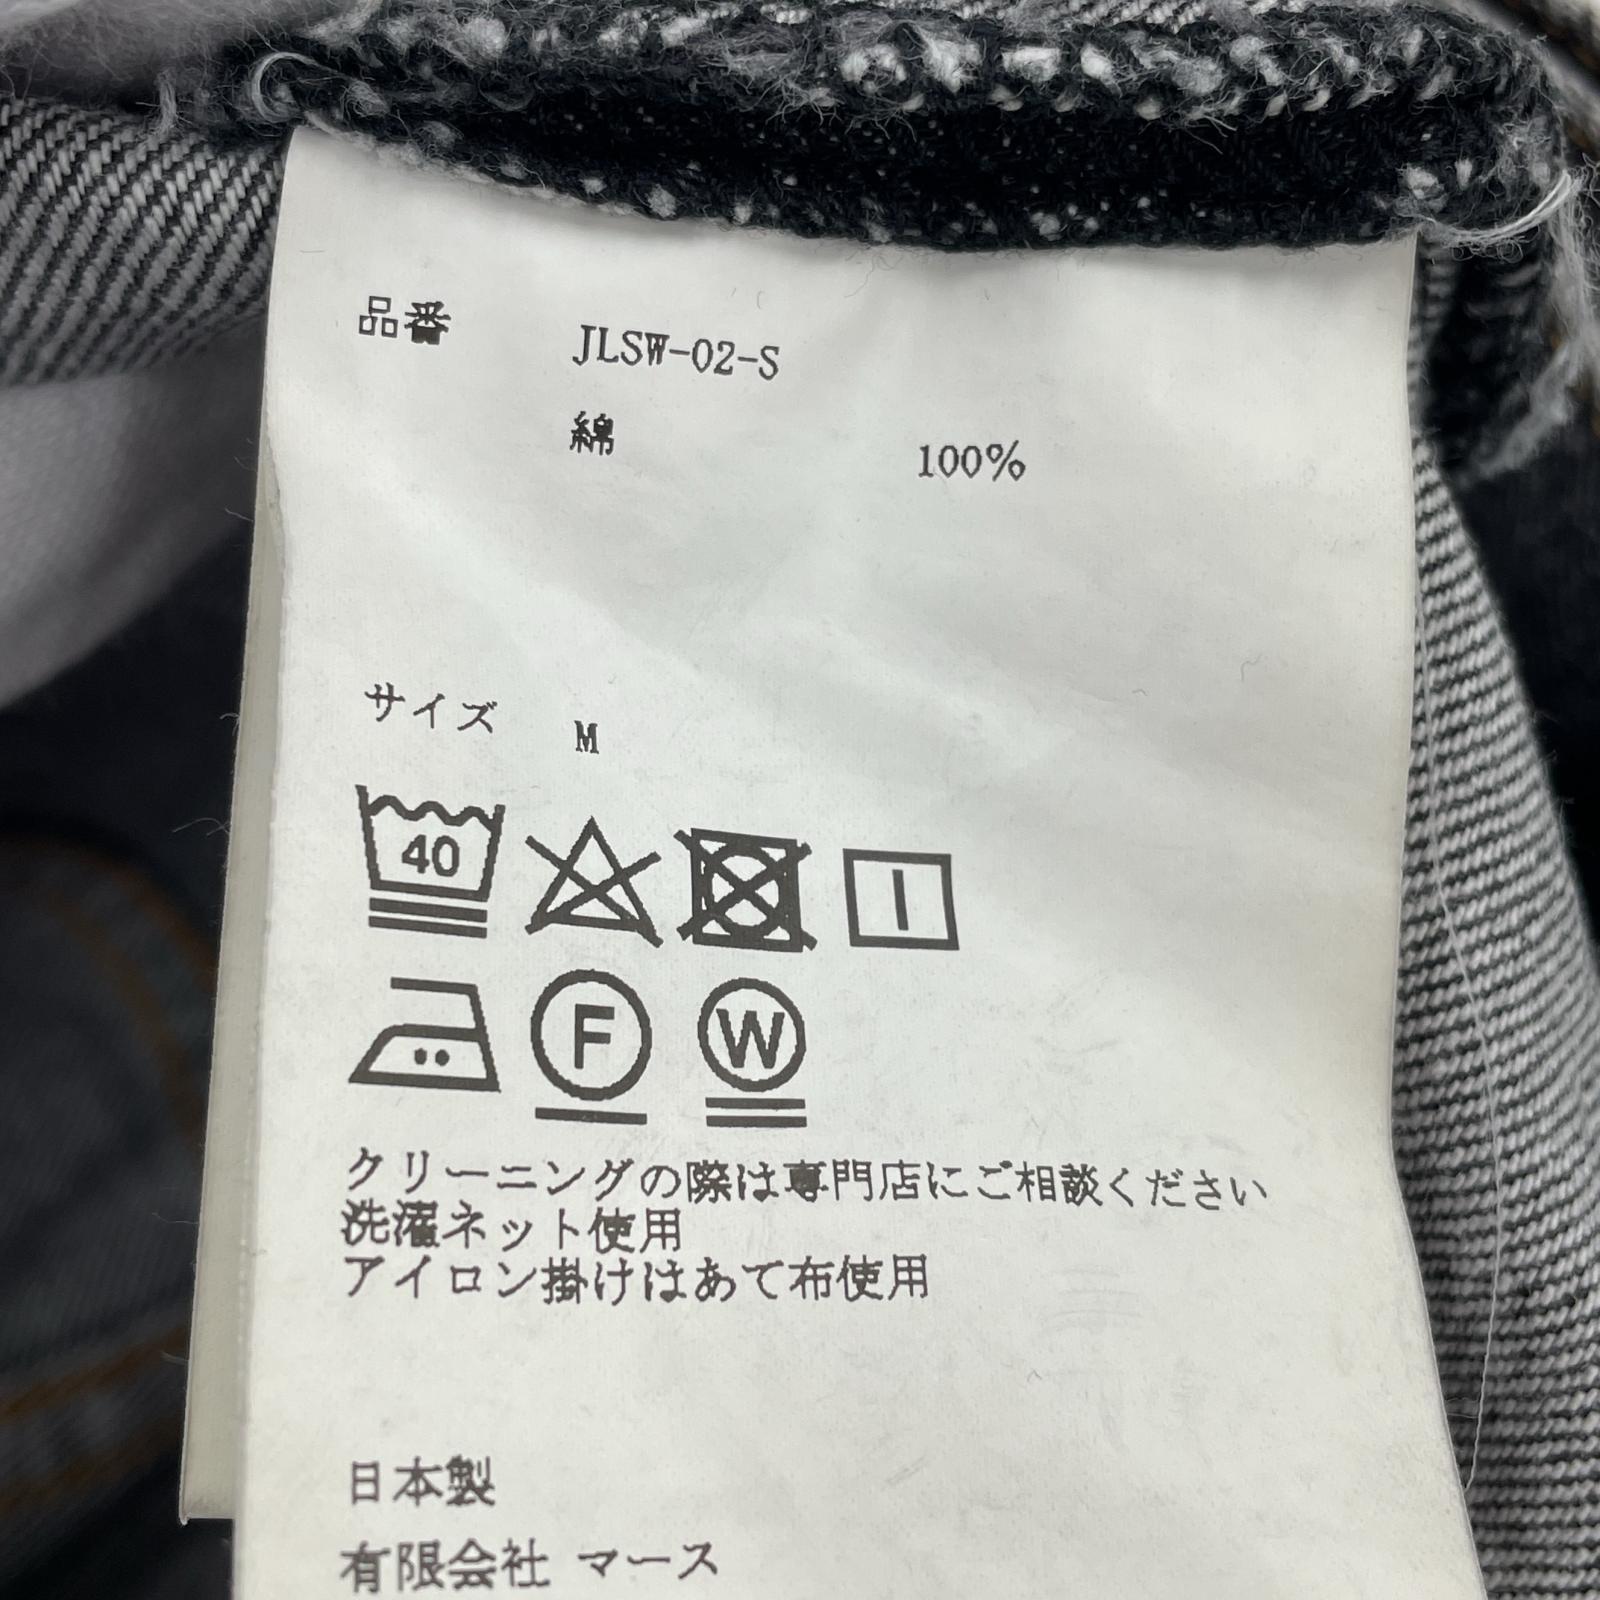 品番 JLSW-02-S
綿 100%
サイズ M
40
F W
クリーニングの際は専門店にご相談ください
洗濯ネット使用
アイロン掛けはあて布使用
日本製
有限会社 マース